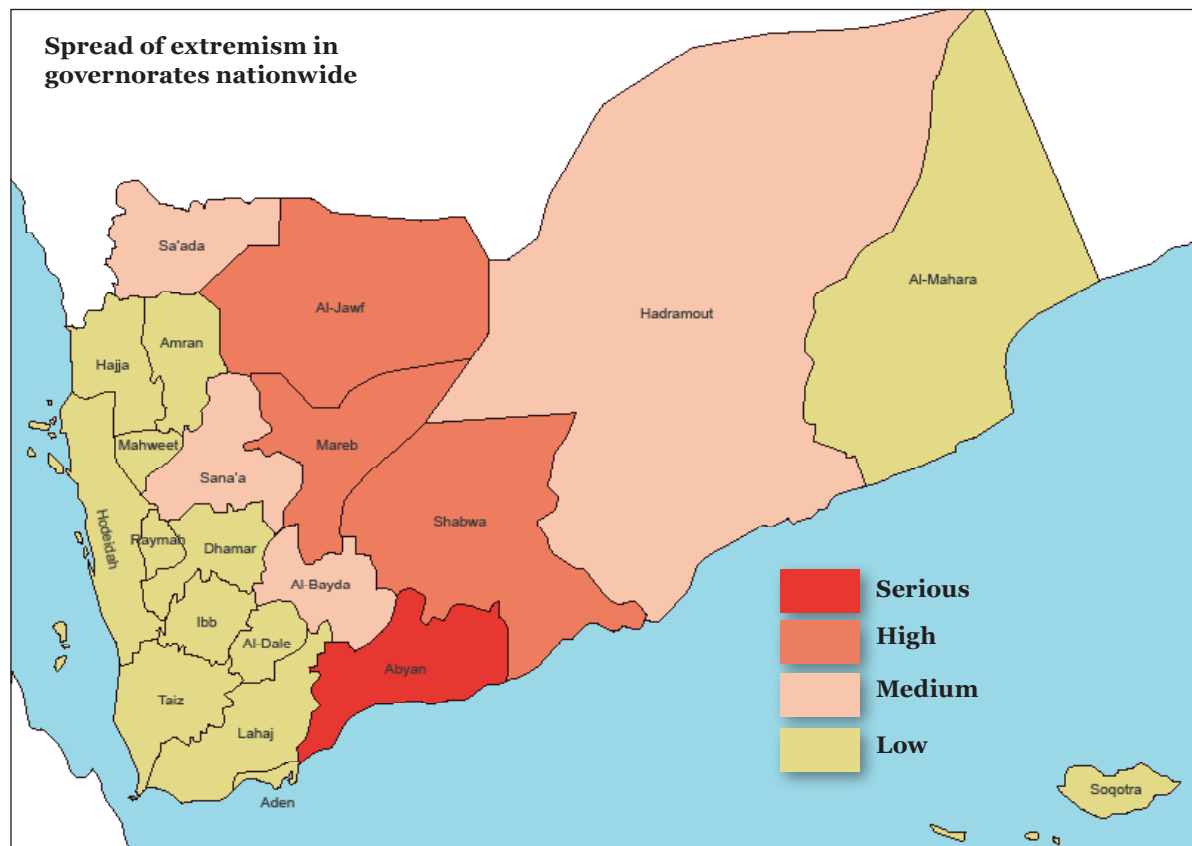 Spread of extremism in
governorates nationwide
Sa'ada
Al-Jawf
Hadramout
Al-Mahara
Amran
Hajja
Mahweet
Mareb
Sana'a
Shabwa
Hodeidah
Raymah
Dhamar
Al-Bayda
Ibb
Al-Dale
Abyan
Taiz
Lahaj
Aden
Soqotra
Serious
High
Medium
Low